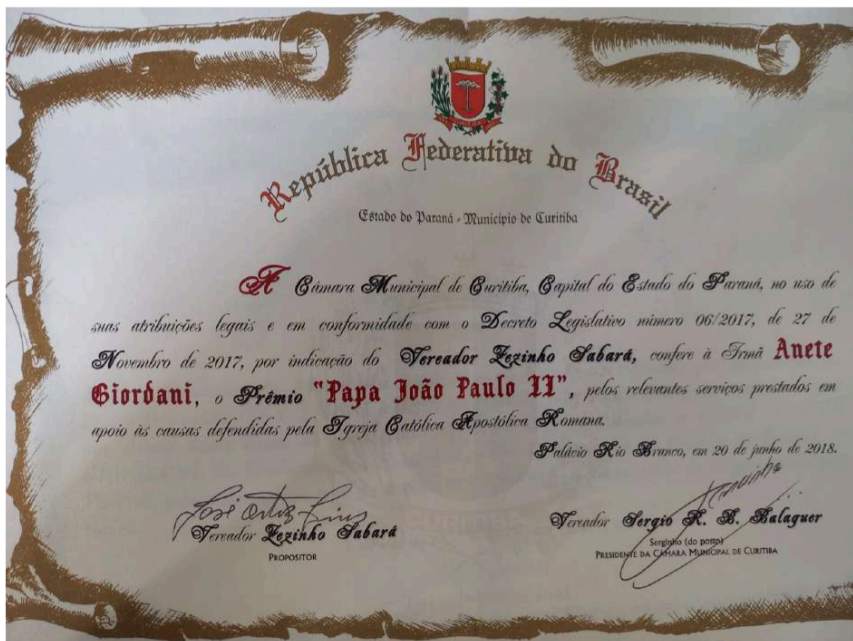 República Federativa do Brasil
Estado do Paraná - Município de Curitiba
A Câmara Municipal de Curitiba, Capital do Estado do Paraná, no uso de
suas atribuições legais e em conformidade com o Decreto Legislativo número 06/2017, de 27 de
Novembro de 2017, por indicação do Vereador Zezinho Sabará, confere à Irmã Anete
Giordani, o Prêmio "Papa João Paulo II", pelos relevantes serviços prestados em
apoio às causas defendidas pela Igreja Católica Apostólica Romana.
Palácio Rio Branco, em 20 de junho de 2018.
Vereador Zezinho Sabará
PROPOSITOR
Vereador Sergio R. B. Balaguer
Serginho (do posto)
PRESIDENTE DA CÂMARA MUNICIPAL DE CURITIBA